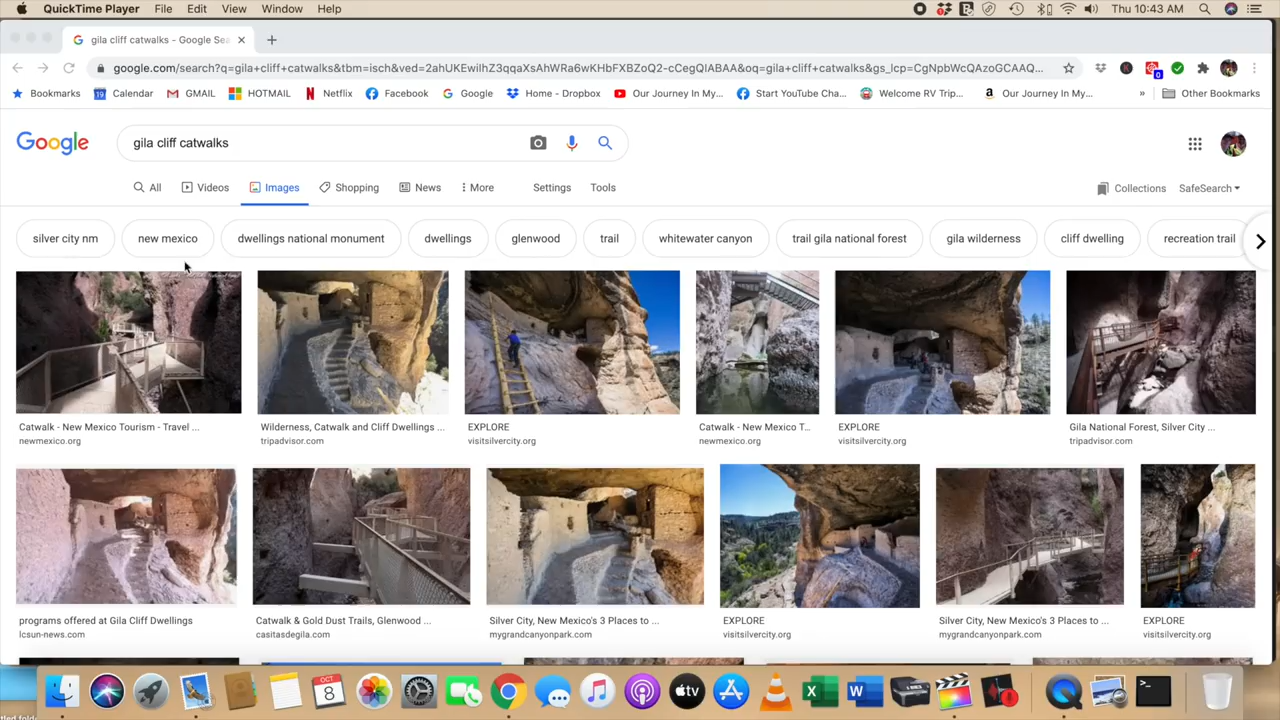 QuickTime Player File Edit View Window Help Thu 10:43 AM
gila cliff catwalks - Google Sea
google.com/search?q=gila+cliff+catwalks&tbm=isch&ved=2ahUKEwilhZ3qqaXsAhWRa6wKHbFXBZoQ2-cCegQIABAA&oq=gila+cliff+catwalks&gs_lcp=CgNpbWcQAzoGCAAQ...
Bookmarks Calendar GMAIL HOTMAIL Netflix Facebook Google Home - Dropbox Our Journey In My... Start YouTube Cha... Welcome RV Trip... Our Journey In My... » Other Bookmarks
Google gila cliff catwalks
All Videos Images Shopping News More Settings Tools Collections SafeSearch
silver city nm new mexico dwellings national monument dwellings glenwood trail whitewater canyon trail gila national forest gila wilderness cliff dwelling recreation trail
Catwalk - New Mexico Tourism - Travel ... Wilderness, Catwalk and Cliff Dwellings ... EXPLORE Catwalk - New Mexico T... EXPLORE Gila National Forest, Silver City ...
newmexico.org tripadvisor.com visitsilvercity.org newmexico.org visitsilvercity.org tripadvisor.com
programs offered at Gila Cliff Dwellings Catwalk & Gold Dust Trails, Glenwood ... Silver City, New Mexico's 3 Places to ... EXPLORE Silver City, New Mexico's 3 Places to ... EXPLORE
lcsun-news.com casitasdegila.com mygrandcanyonpark.com visitsilvercity.org mygrandcanyonpark.com visitsilvercity.org
OCT
8
tv